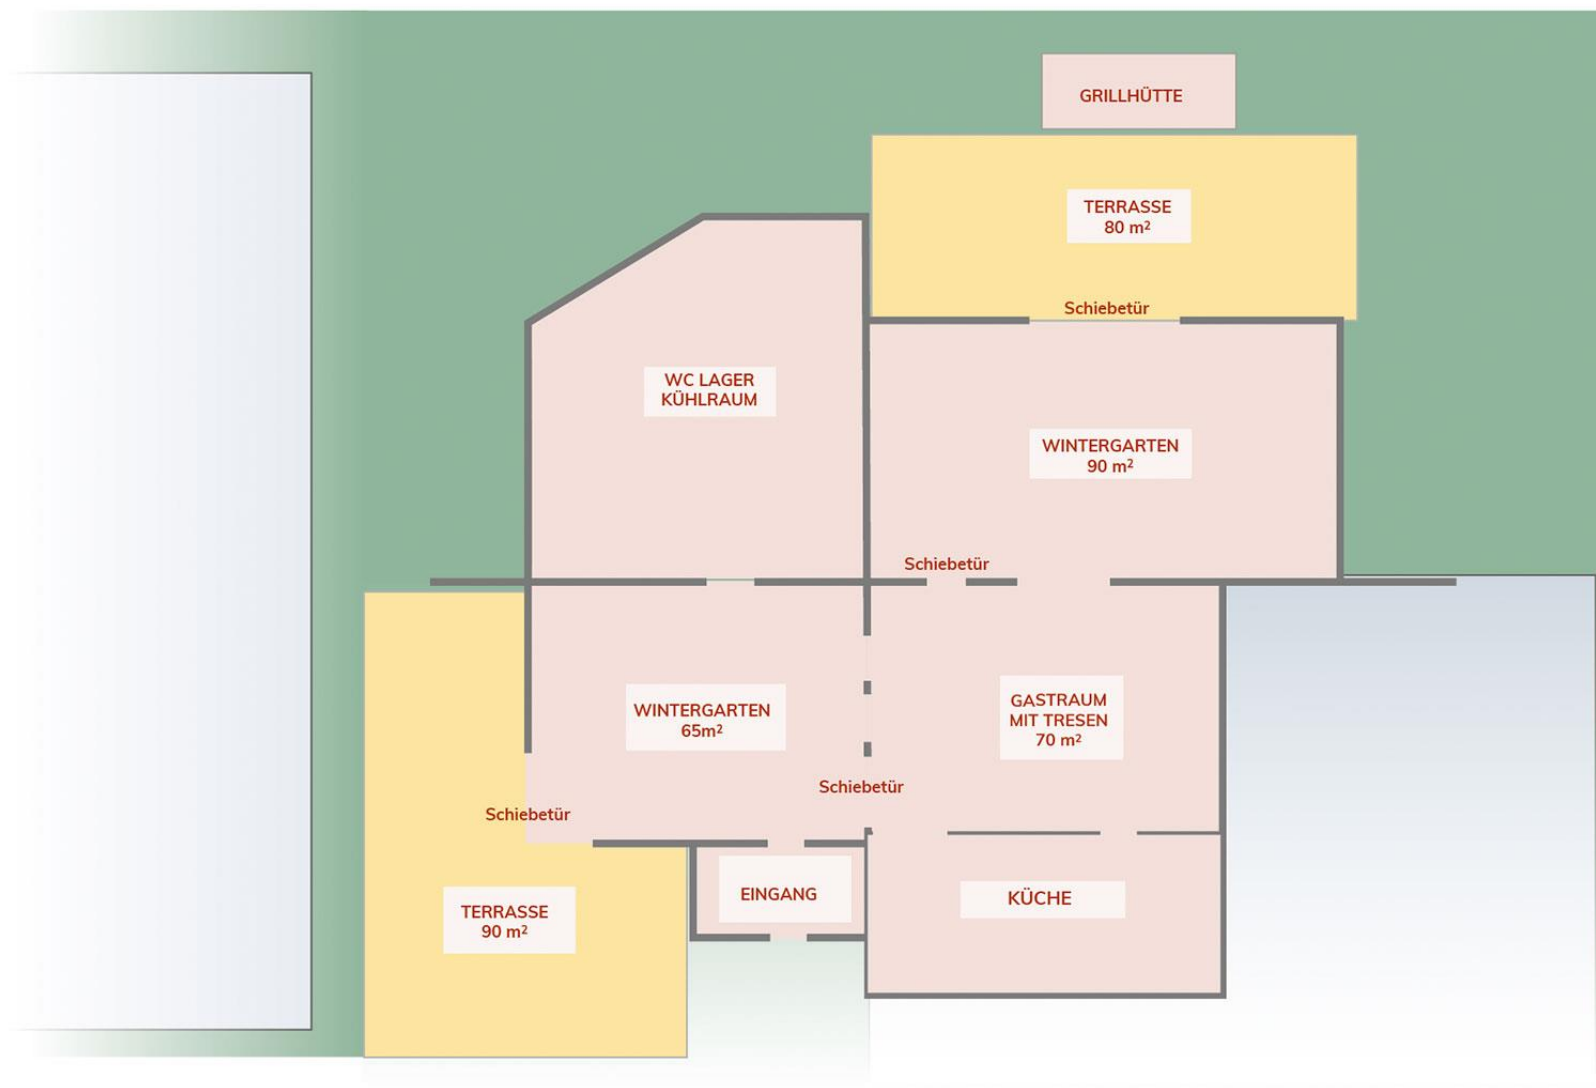 GRILLHÜTTE
TERRASSE
80 m²
Schiebetür
WC LAGER
KÜHLRAUM
WINTERGARTEN
90 m²
Schiebetür
WINTERGARTEN
65m²
GASTRAUM
MIT TRESEN
70 m²
Schiebetür
Schiebetür
EINGANG
KÜCHE
TERRASSE
90 m²